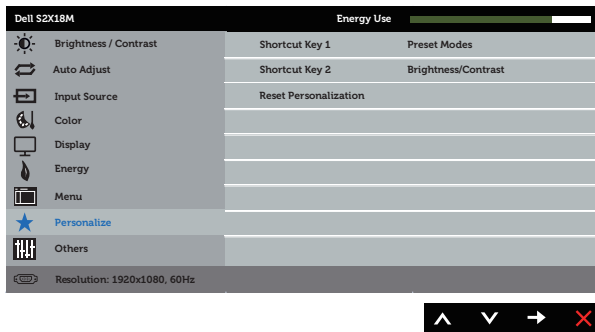 Dell S2X18M Energy Use
Brightness / Contrast Shortcut Key 1 Preset Modes
Auto Adjust Shortcut Key 2 Brightness/Contrast
Input Source Reset Personalization
Color
Display
Energy
Menu
Personalize
Others
Resolution: 1920x1080, 60Hz